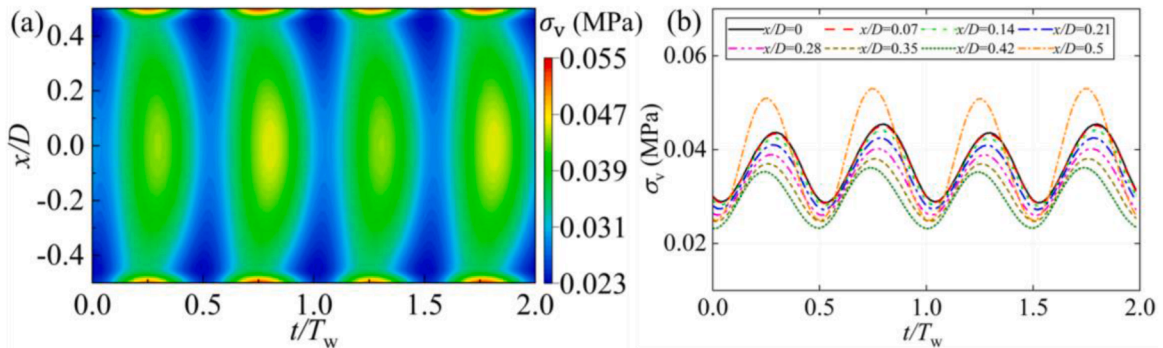 (a)
σv (MPa)
0.4
0.2
0.0
-0.2
-0.4
x/D
0.055
0.047
0.039
0.031
0.023
0.0 0.5 1.0 1.5 2.0
t/Tw
(b)
x/D=0 x/D=0.07 x/D=0.14 x/D=0.21
x/D=0.28 x/D=0.35 x/D=0.42 x/D=0.5
0.06
0.04
0.02
σv (MPa)
0.0 0.5 1.0 1.5 2.0
t/Tw